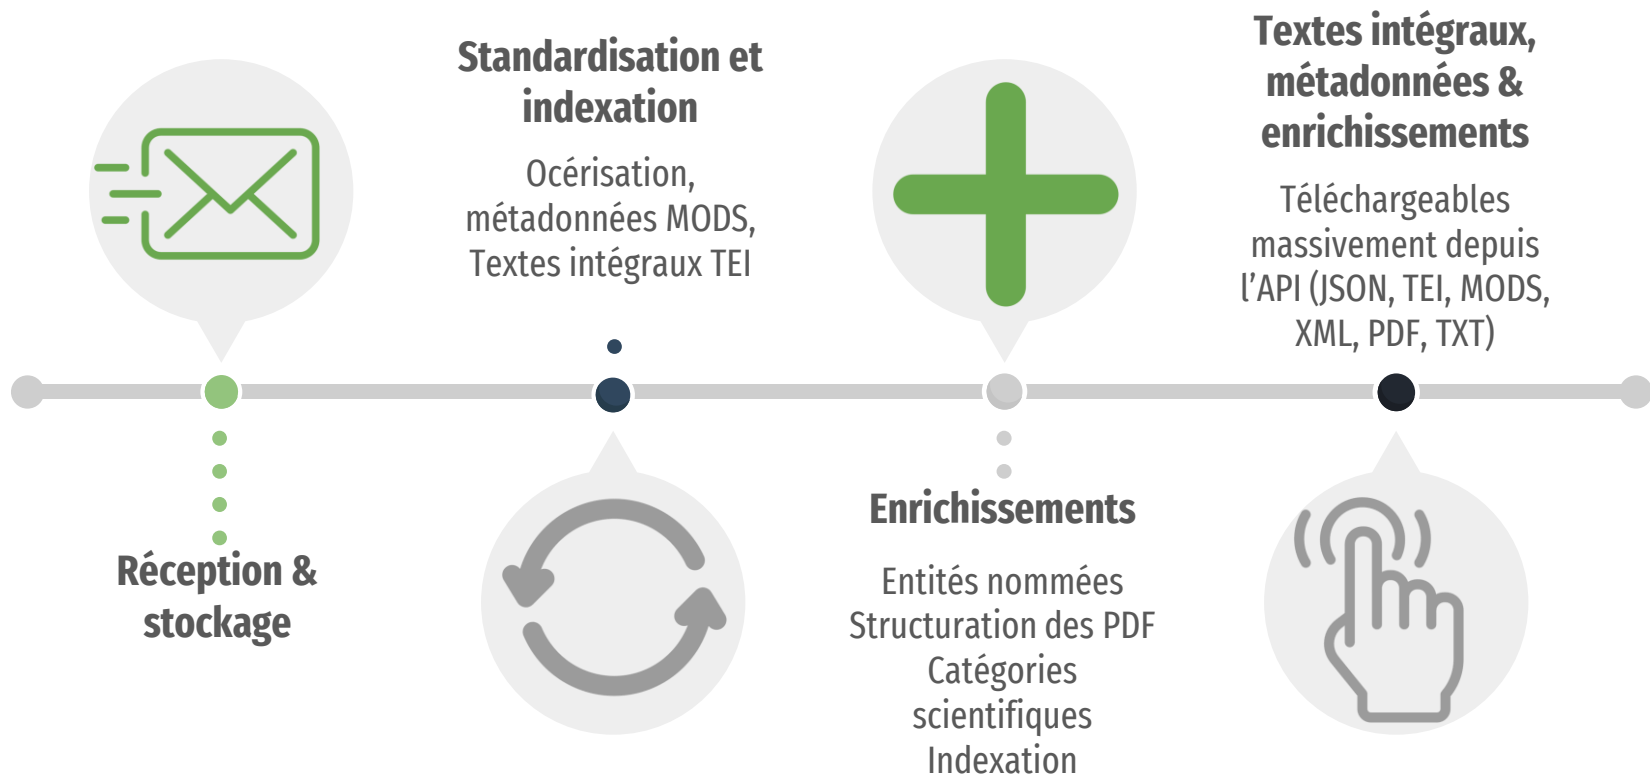 Réception &
stockage
Standardisation et
indexation
Océrisation,
métadonnées MODS,
Textes intégraux TEI
Enrichissements
Entités nommées
Structuration des PDF
Catégories
scientifiques
Indexation
Textes intégraux,
métadonnées &
enrichissements
Téléchargeables
massivement depuis
l’API (JSON, TEI, MODS,
XML, PDF, TXT)